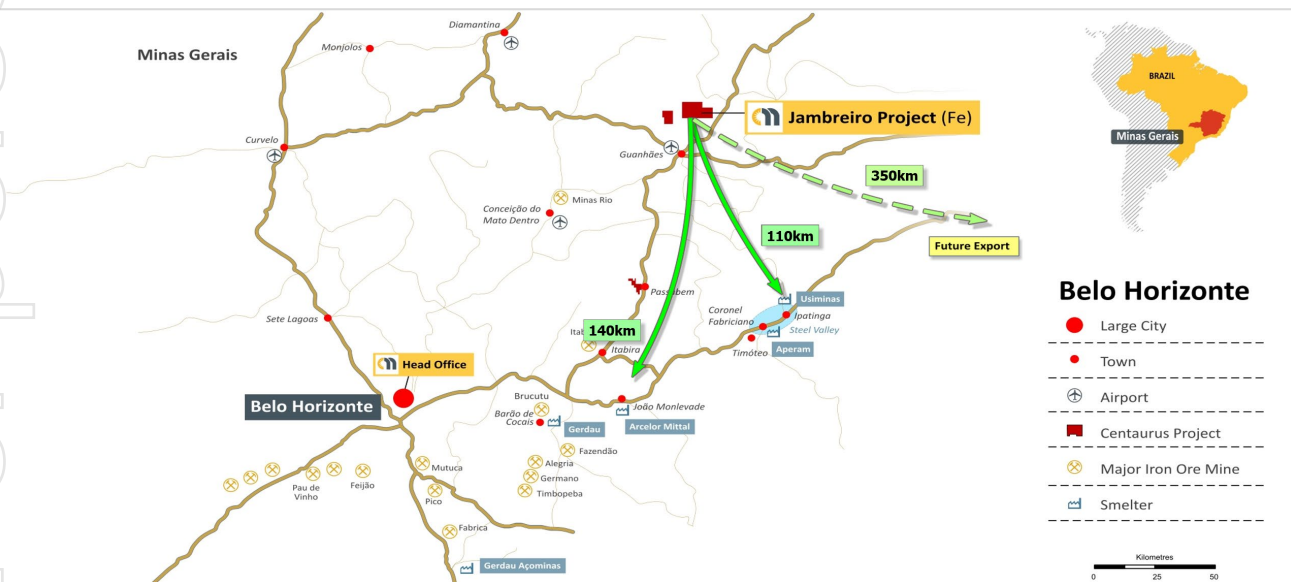 Minas Gerais
Diamantina
Monjolos
BRAZIL
Minas Gerais
Jambreiro Project (Fe)
Curvelo
Guanhães
350km
Minas Rio
Conceição do
Mato Dentro
110km
Future Export
Passabem
Usiminas
Coronel
Fabriciano
Ipatinga
Steel Valley
Sete Lagoas
140km
Itab
Itabira
Timóteo
Aperam
Head Office
Belo Horizonte
Brucutu
Barão de
Cocais
Gerdau
João Monlevade
Arcelor Mittal
Fazendão
Mutuca
Alegria
Germano
Timbopeba
Pau de
Vinho
Feijão
Pico
Fabrica
Gerdau Açominas
Belo Horizonte
Large City
Town
Airport
Centaurus Project
Major Iron Ore Mine
Smelter
Kilometres
0 25 50